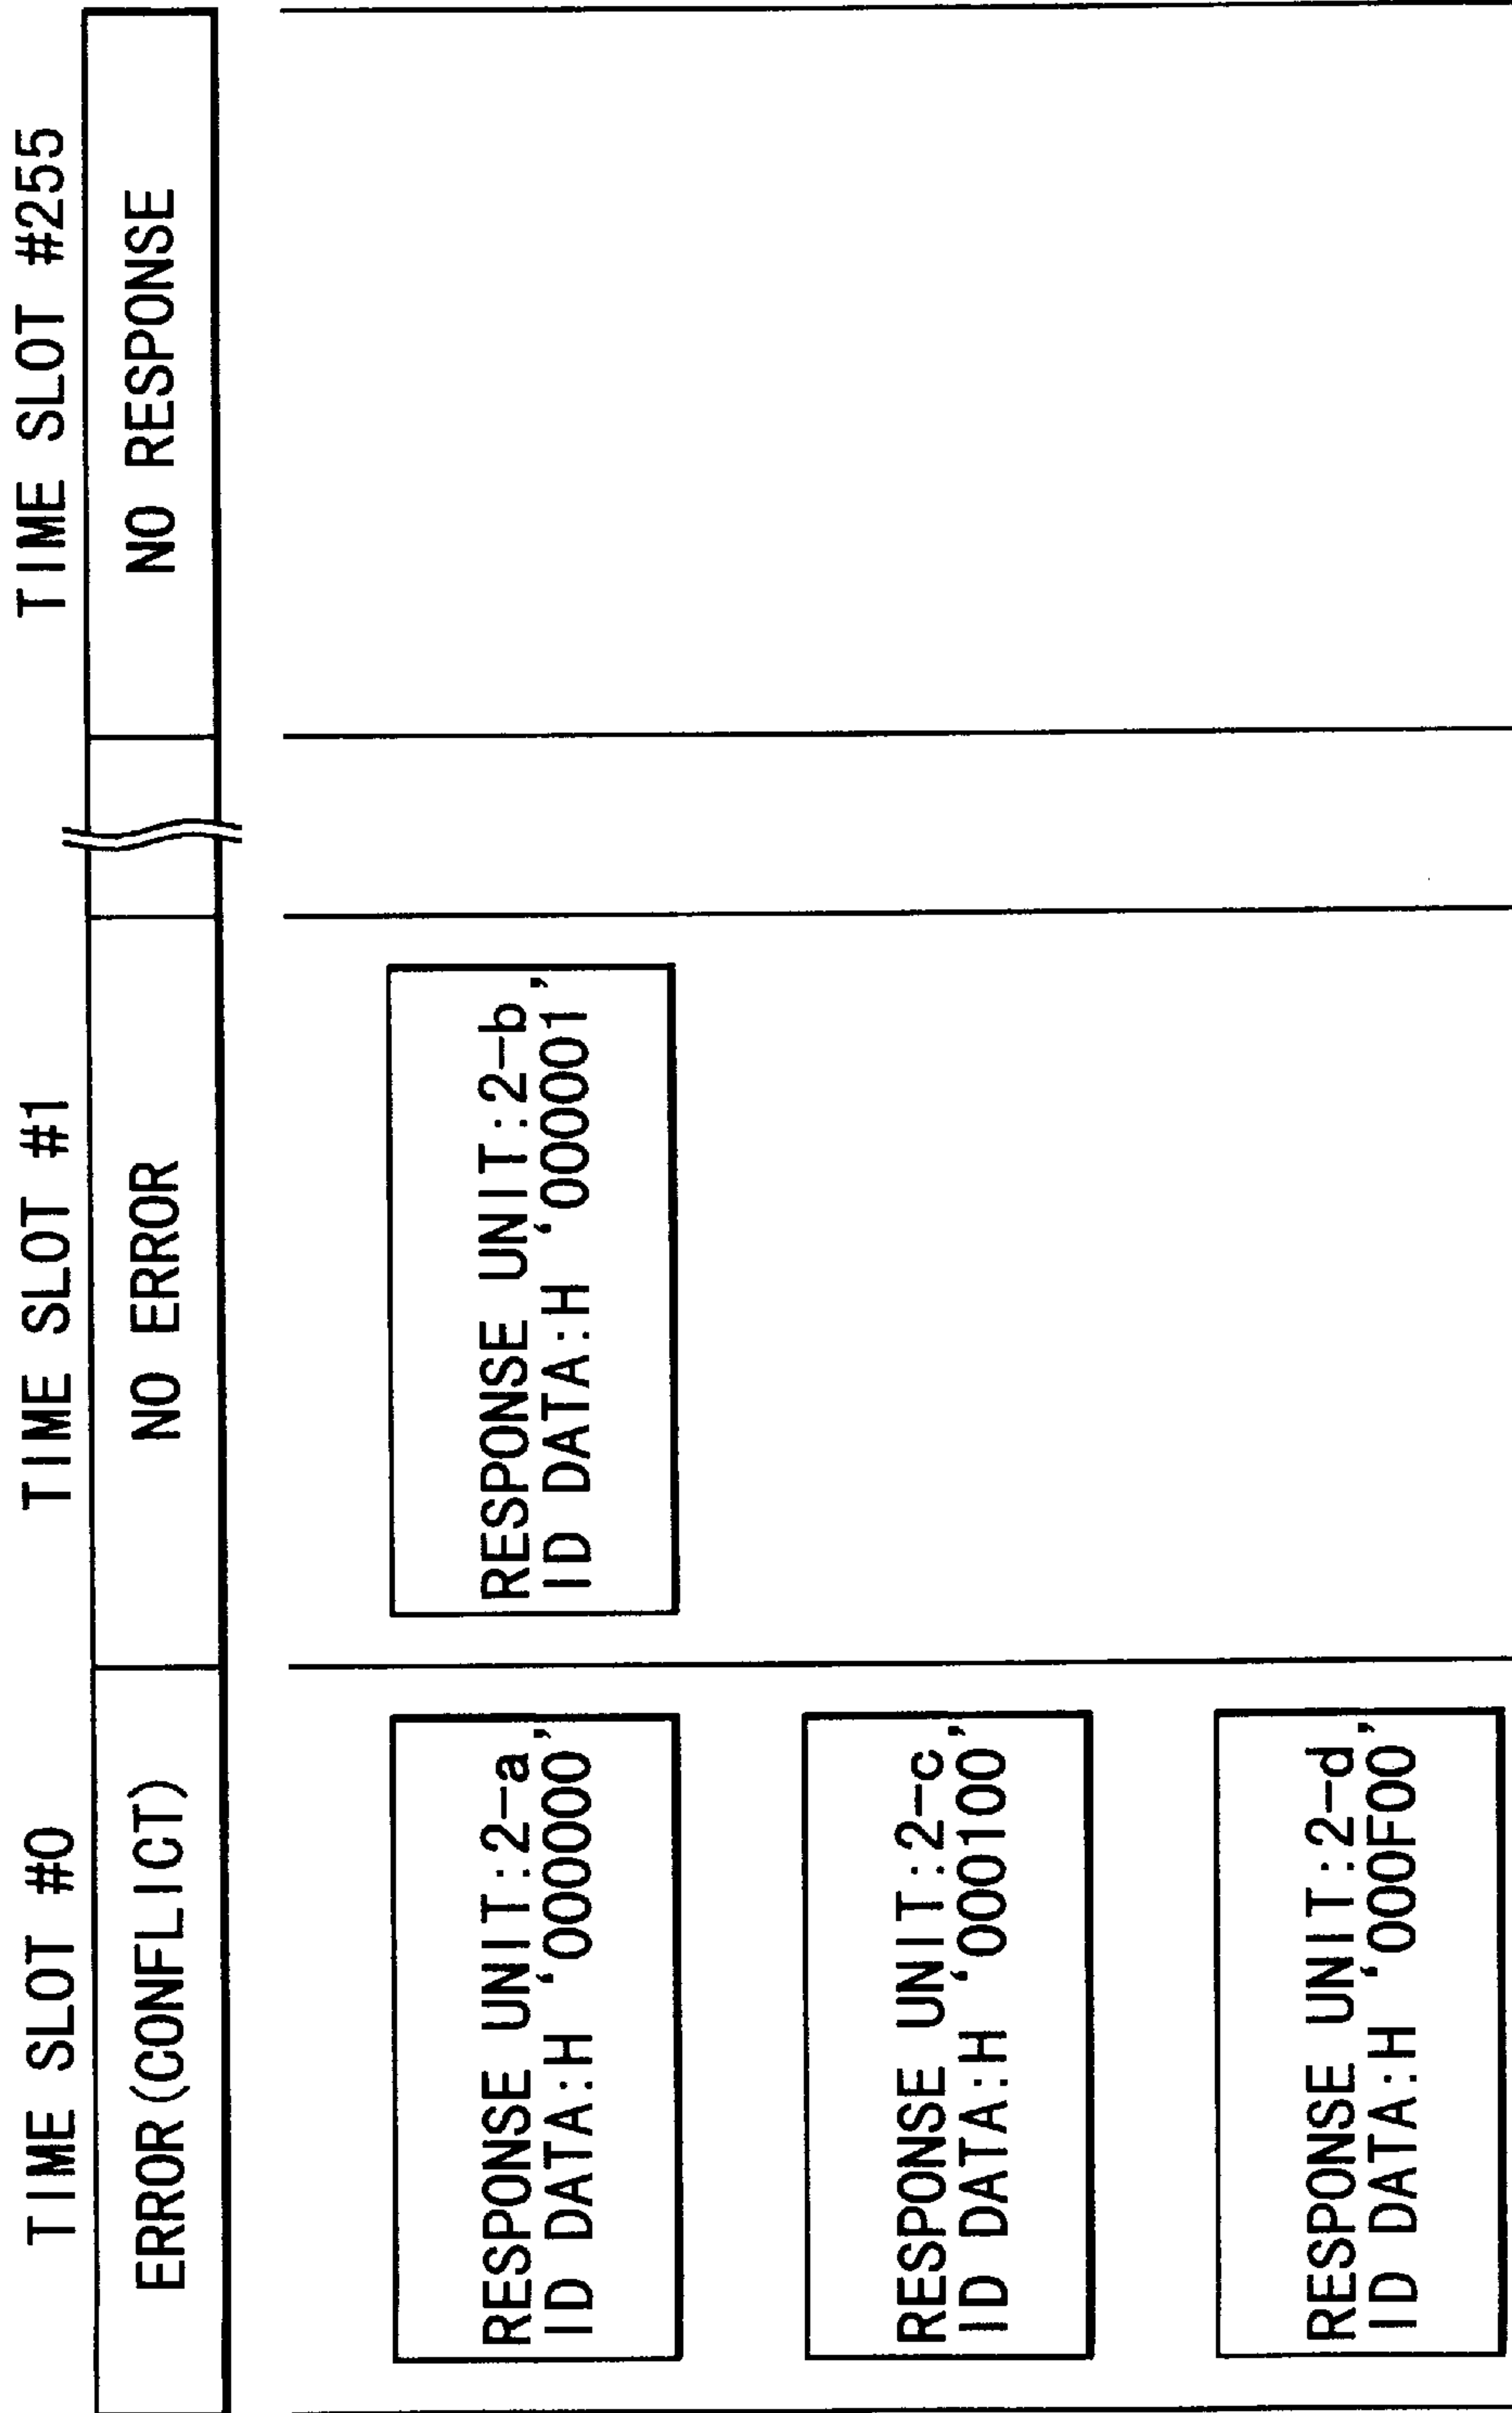 TIME SLOT #0
TIME SLOT #1
TIME SLOT #255
ERROR(CONFLICT)
NO ERROR
NO RESPONSE
RESPONSE UNIT:2-a
ID DATA:H ‘000000’
RESPONSE UNIT:2-b
ID DATA:H ‘000001’
RESPONSE UNIT:2-c
ID DATA:H ‘000100’
RESPONSE UNIT:2-d
ID DATA:H ‘000F00’